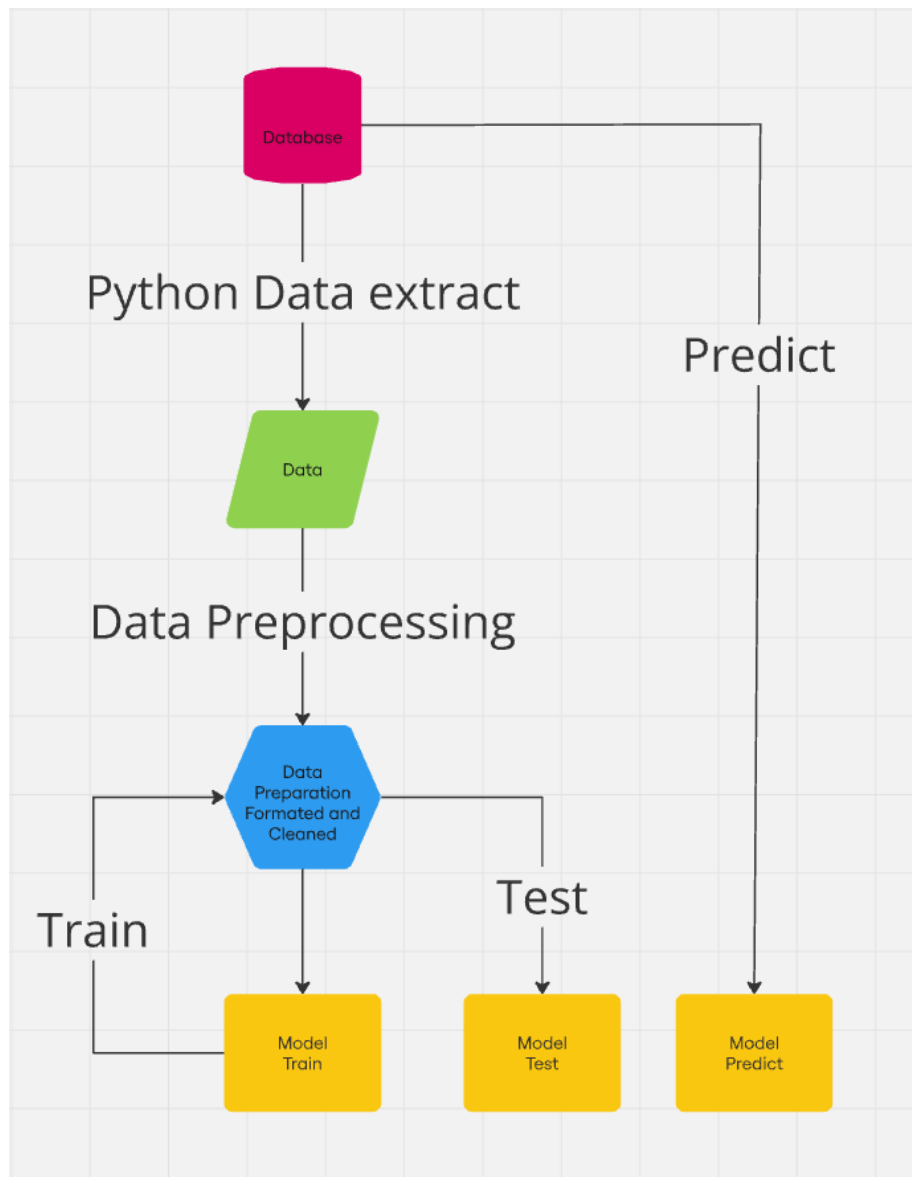 Database
Python Data extract
Predict
Data
Data Preprocessing
Data
Preparation
Formated and
Cleaned
Test
Train
Model
Train
Model
Test
Model
Predict